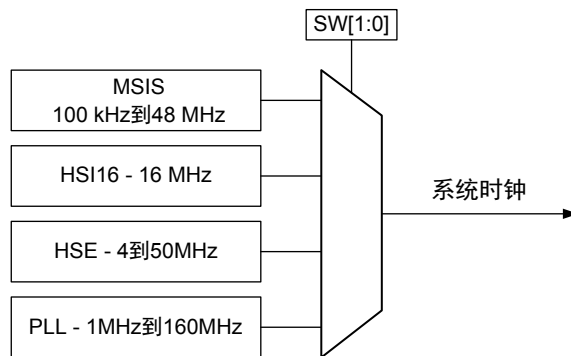 SW[1:0]
MSIS
100 kHz到48 MHz
HSI16 - 16 MHz
系统时钟
HSE - 4到50MHz
PLL - 1MHz到160MHz